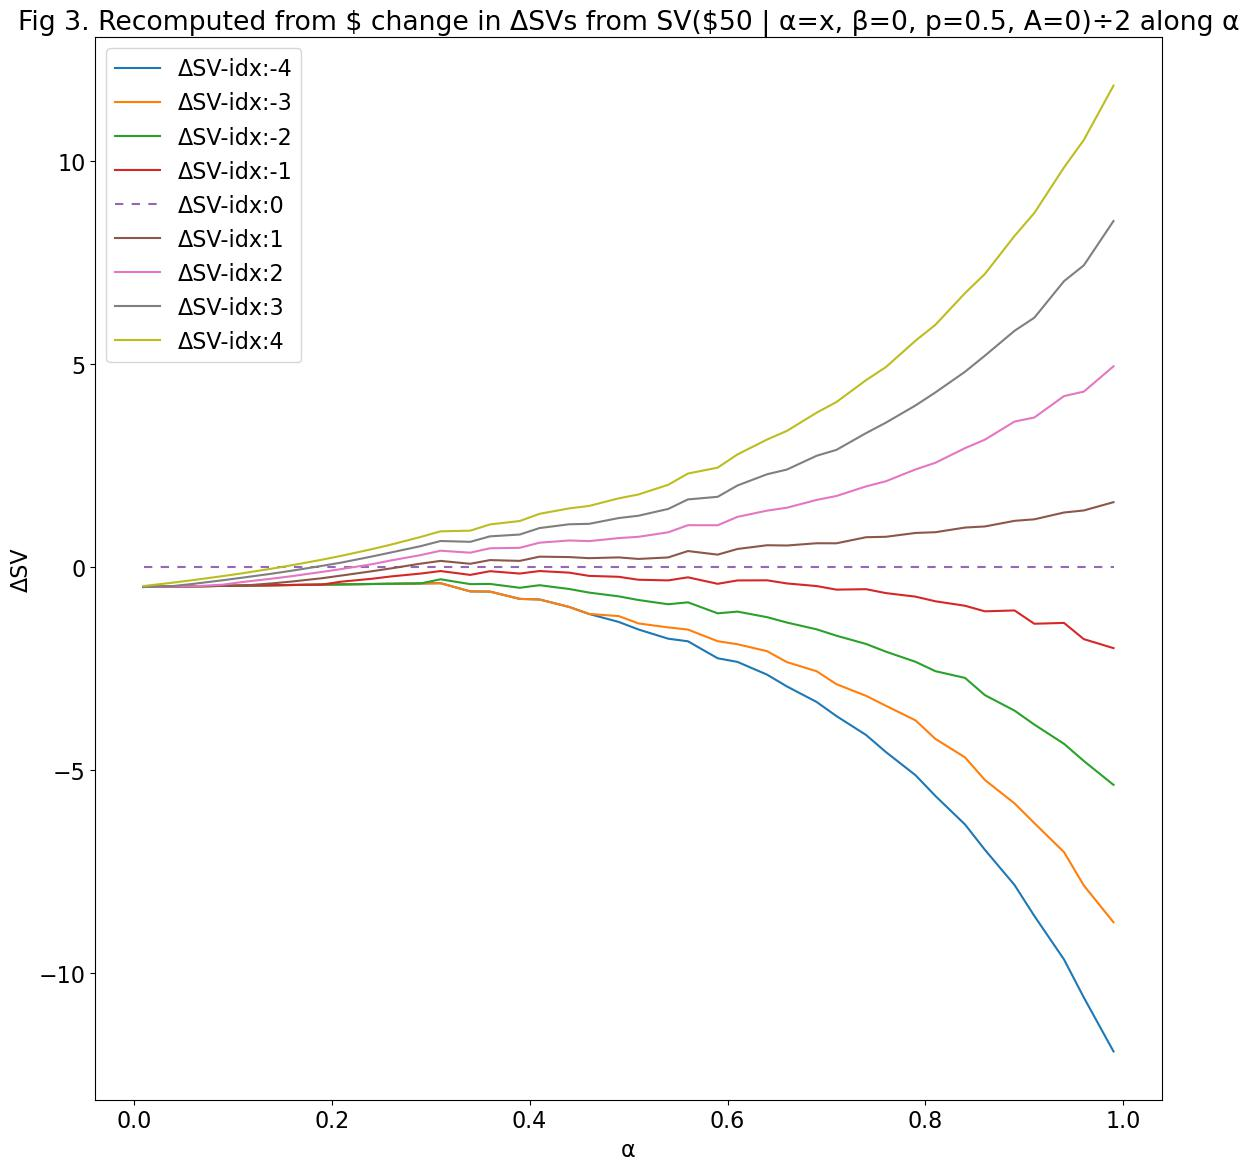 Fig 3. Recomputed from $ change in ΔSVs from SV($50 | α=x, β=0, p=0.5, A=0)÷2 along α
ΔSV-idx:-4
ΔSV-idx:-3
ΔSV-idx:-2
ΔSV-idx:-1
ΔSV-idx:0
ΔSV-idx:1
ΔSV-idx:2
ΔSV-idx:3
ΔSV-idx:4
10
5
0
−5
−10
ΔSV
0.0 0.2 0.4 0.6 0.8 1.0
α